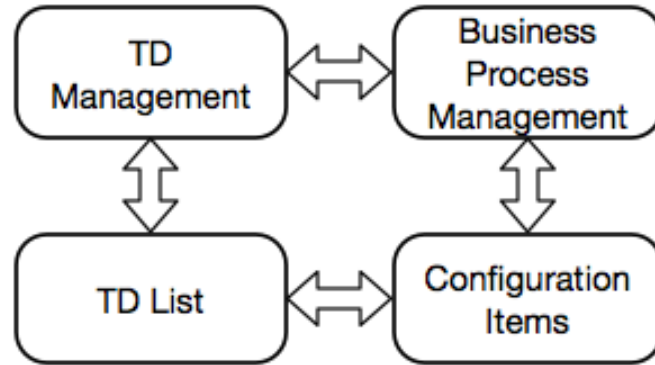 TD
Management
Business
Process
Management
TD List
Configuration
Items